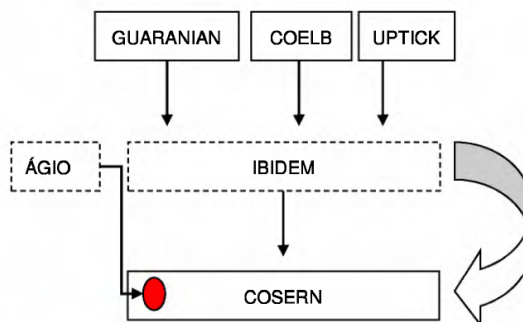 GUARANIAN
COELB
UPTICK
ÁGIO
IBIDEM
COSERN